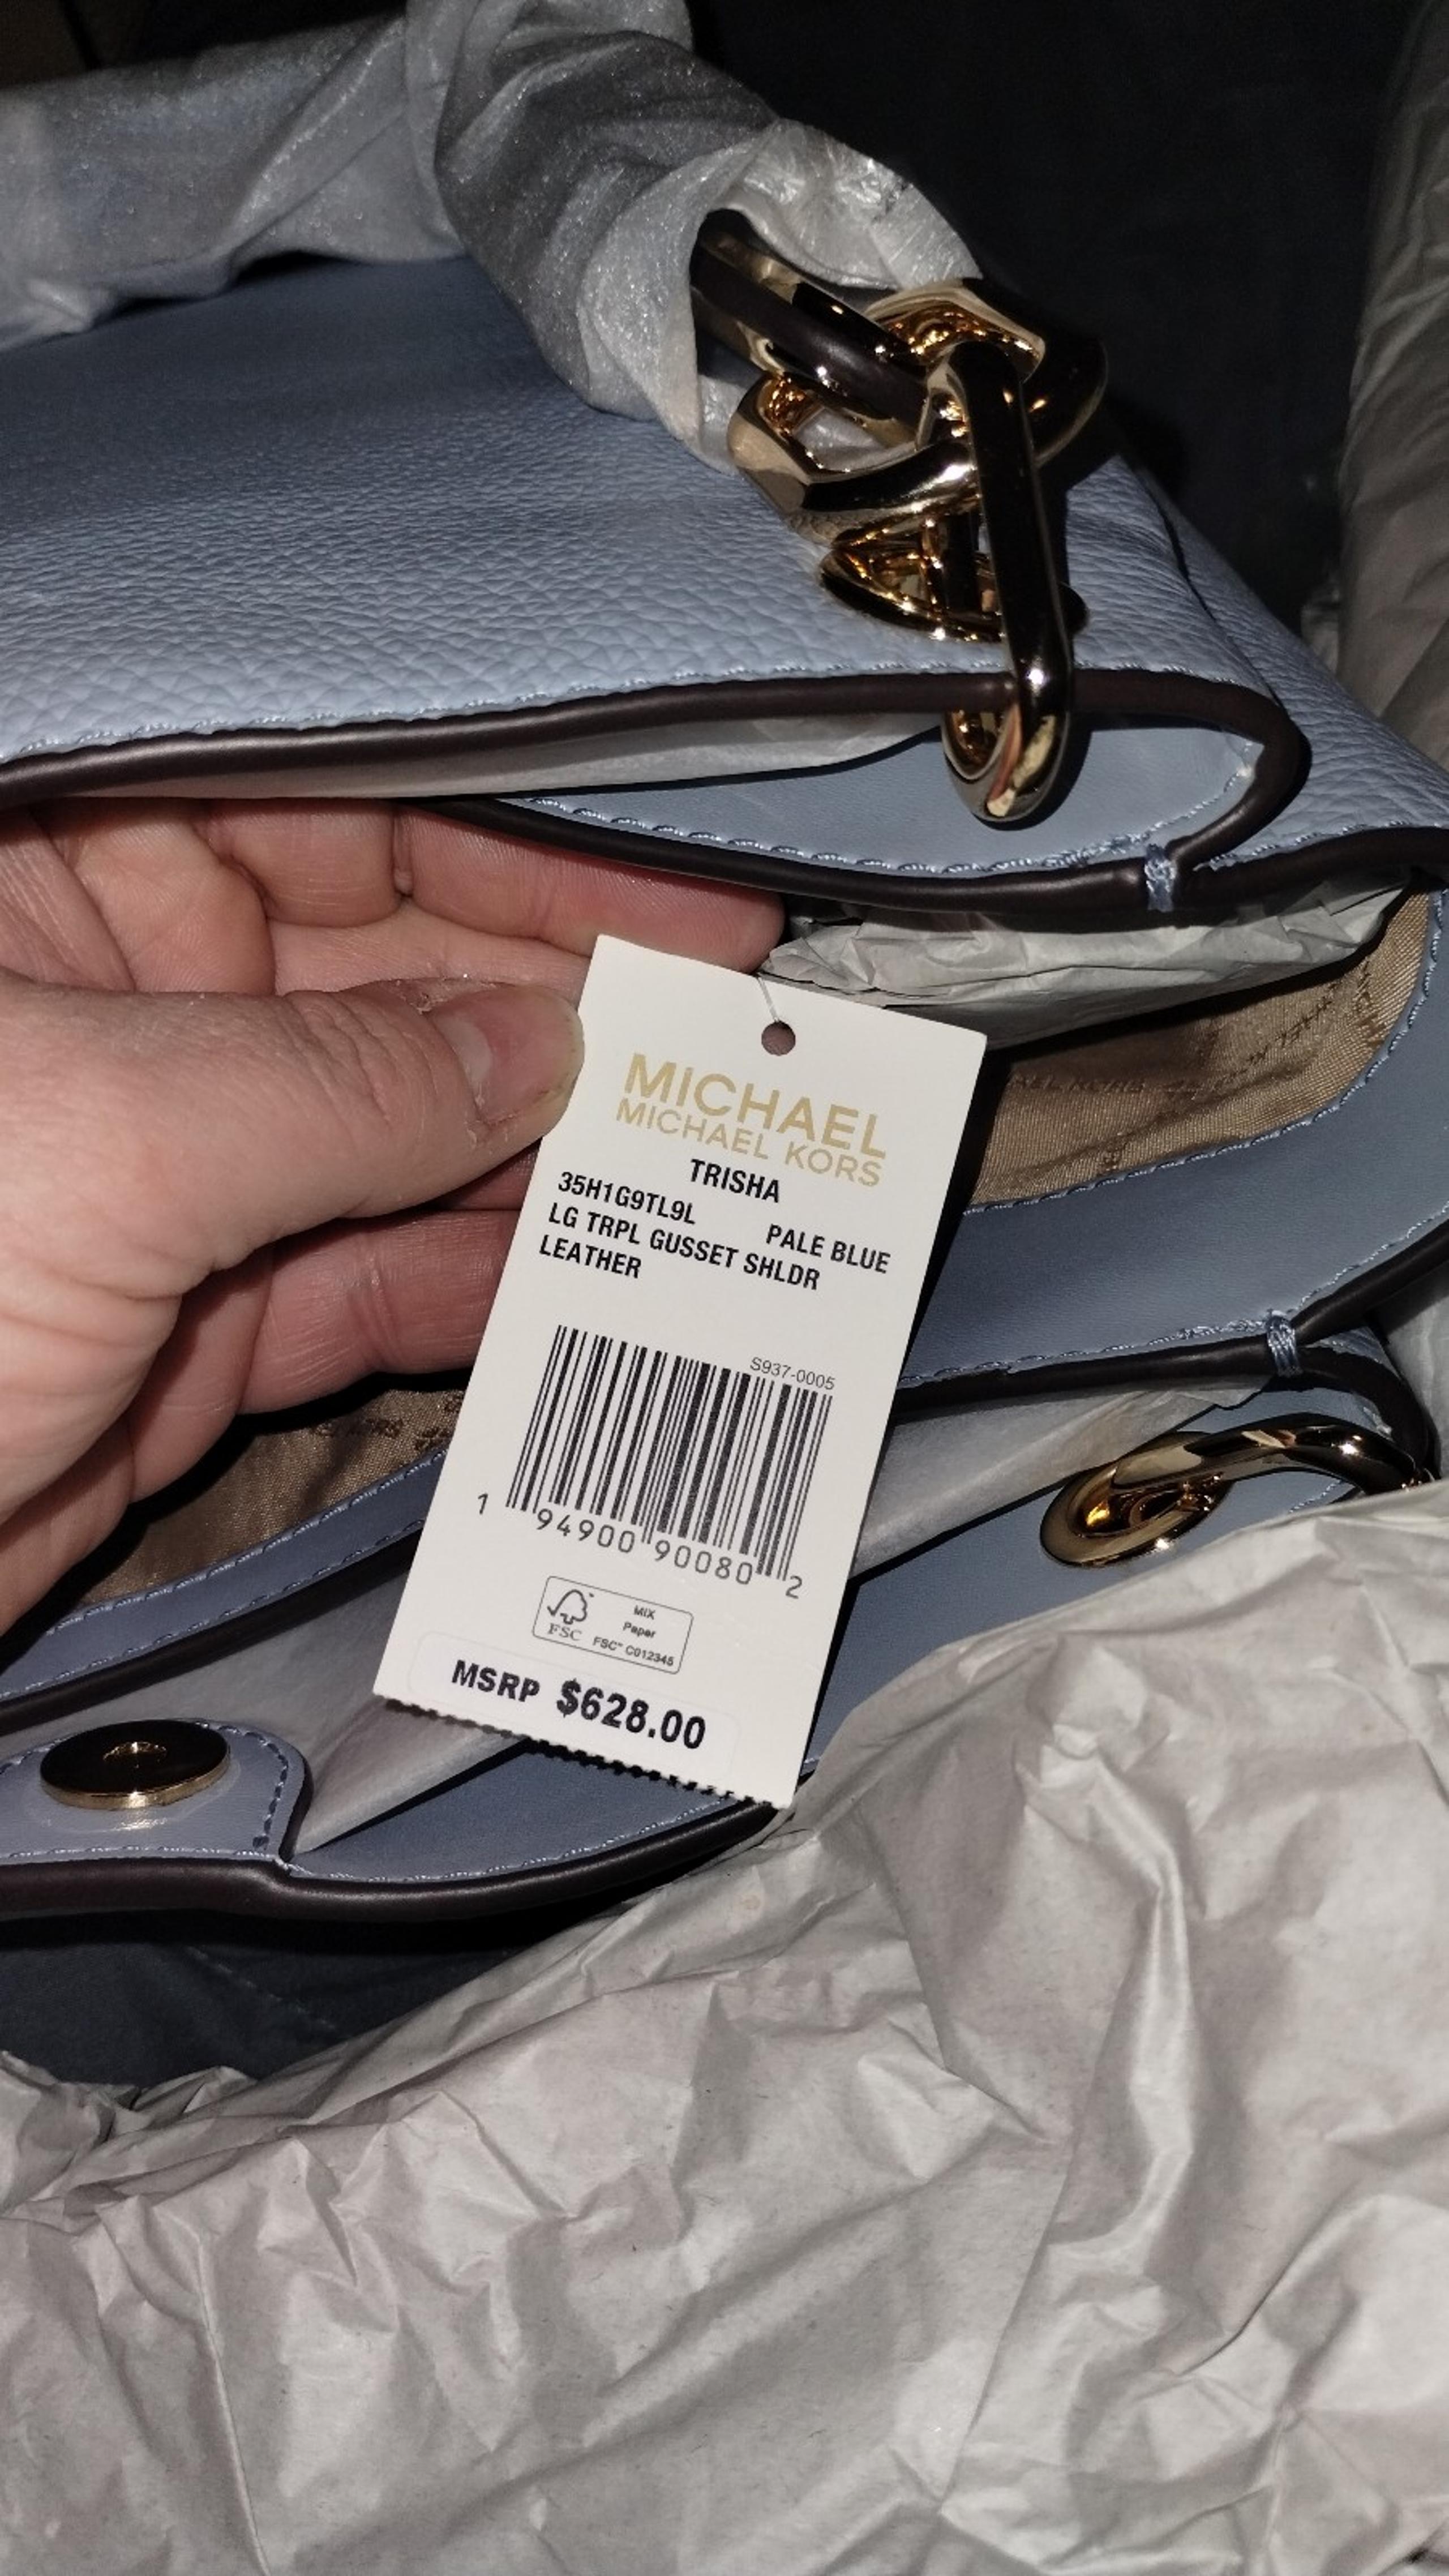 MICHAEL
MICHAEL KORS
TRISHA
35H1G9TL9L PALE BLUE
LG TRPL GUSSET SHLDR
LEATHER
S937-0005
1 94900 90080 2
FSC
MIX
Paper
FSC™ C012345
MSRP $628.00